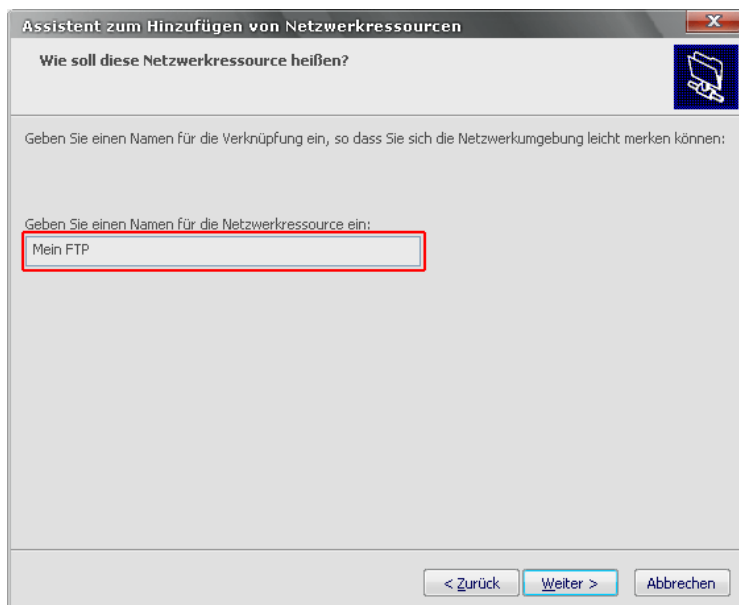 Assistent zum Hinzufügen von Netzwerkressourcen
X
Wie soll diese Netzwerkressource heißen?
Geben Sie einen Namen für die Verknüpfung ein, so dass Sie sich die Netzwerkumgebung leicht merken können:
Geben Sie einen Namen für die Netzwerkressource ein:
Mein FTP
< Zurück   Weiter >   Abbrechen